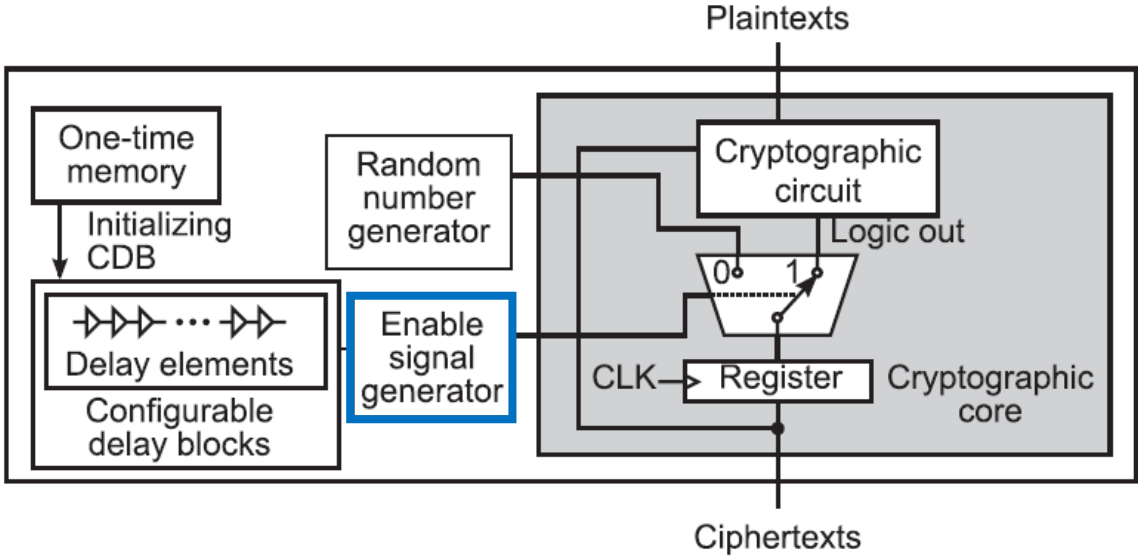 Plaintexts
One-time
memory
Initializing
CDB
Delay elements
Configurable
delay blocks
Random
number
generator
Enable
signal
generator
Cryptographic
circuit
Logic out
0 1
CLK
Register
Cryptographic
core
Ciphertexts